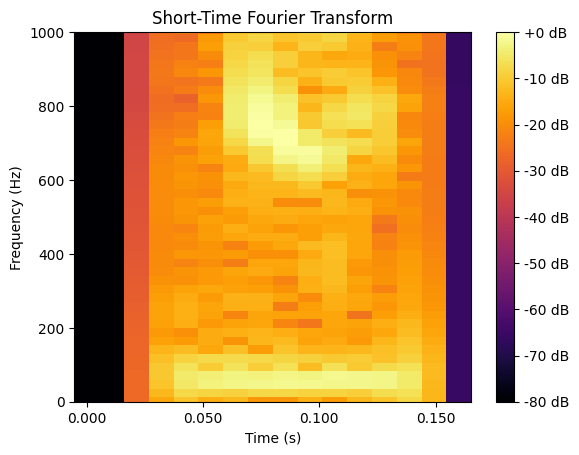 Short-Time Fourier Transform
1000
800
600
400
200
0
Frequency (Hz)
0.000
0.050
0.100
0.150
Time (s)
+0 dB
-10 dB
-20 dB
-30 dB
-40 dB
-50 dB
-60 dB
-70 dB
-80 dB